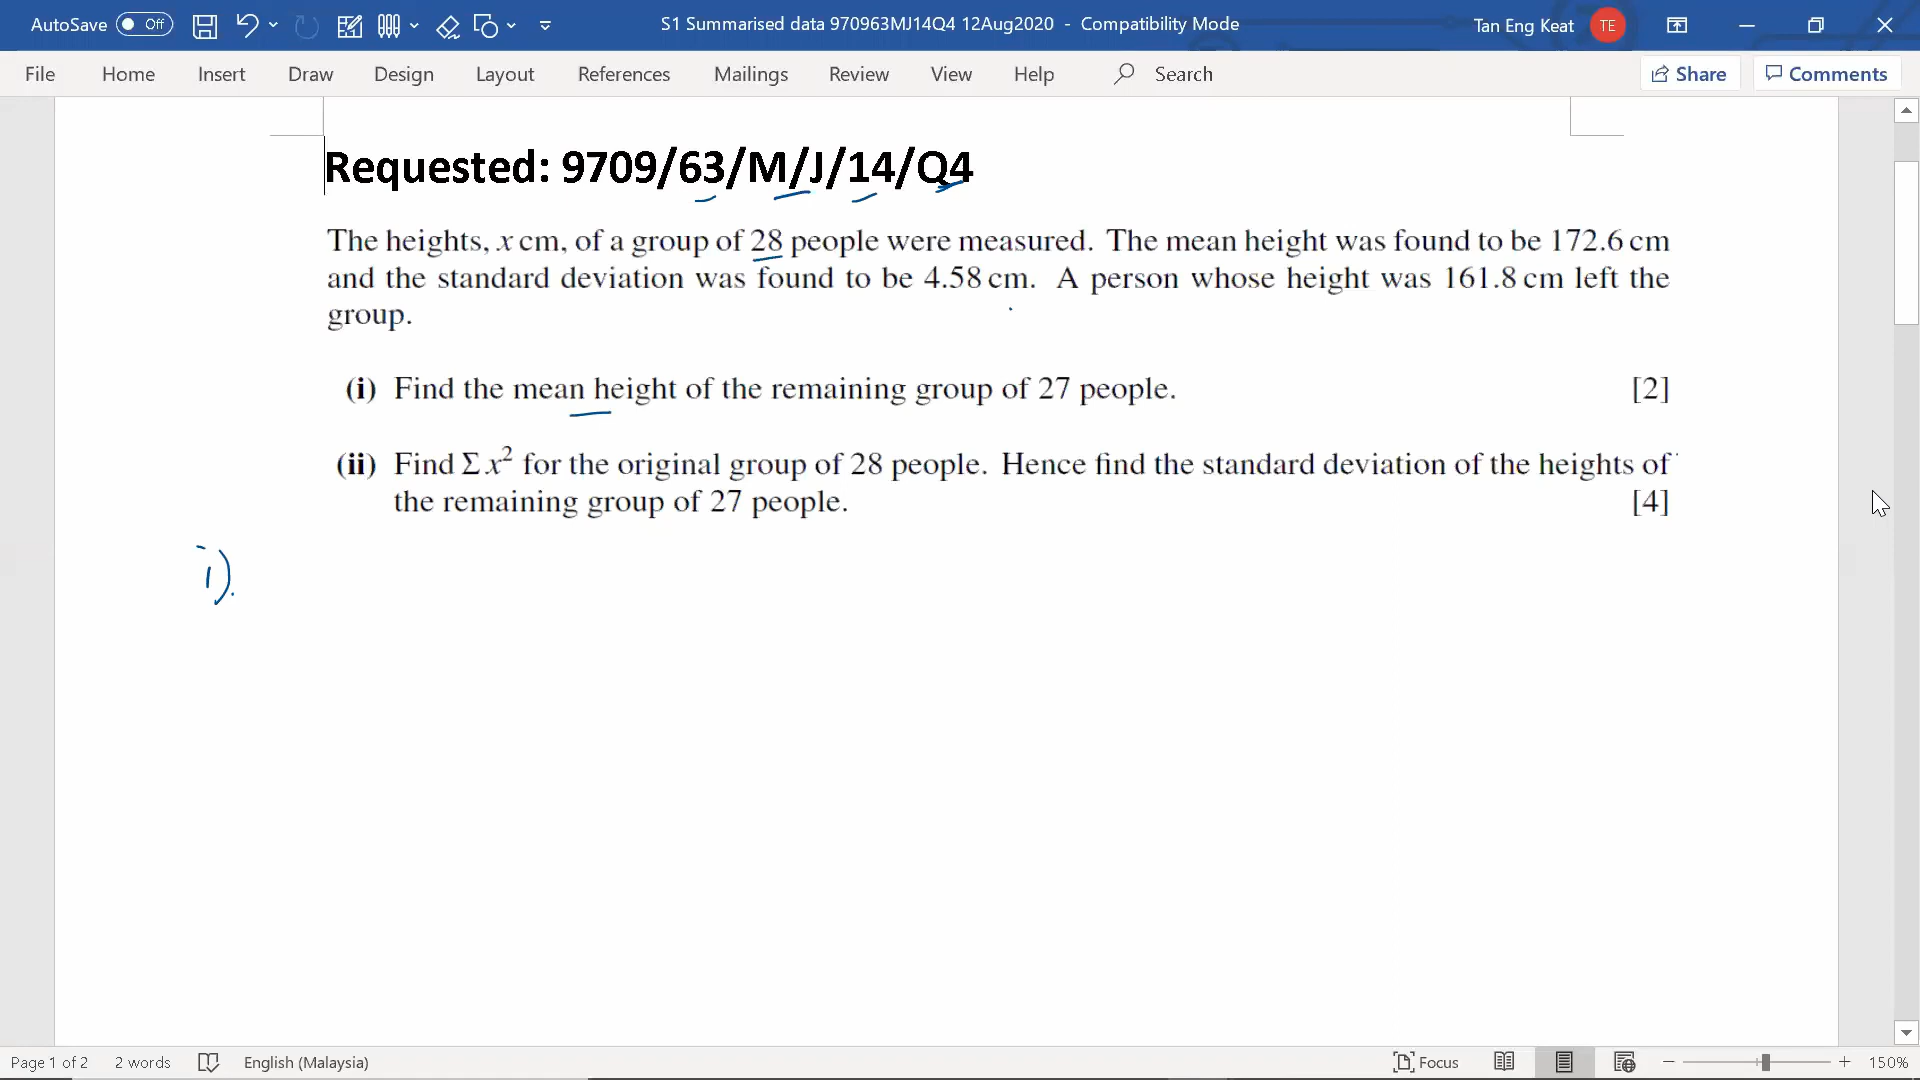 AutoSave Off S1 Summarised data 970963MJ14Q4 12Aug2020 - Compatibility Mode Tan Eng Keat TE
File Home Insert Draw Design Layout References Mailings Review View Help Search Share Comments
Requested: 9709/63/M/J/14/Q4
The heights, x cm, of a group of 28 people were measured. The mean height was found to be 172.6 cm
and the standard deviation was found to be 4.58 cm. A person whose height was 161.8 cm left the
group.
(i) Find the mean height of the remaining group of 27 people. [2]
(ii) Find Σx² for the original group of 28 people. Hence find the standard deviation of the heights of
the remaining group of 27 people. [4]
i).
Page 1 of 2 2 words English (Malaysia) Focus 150%